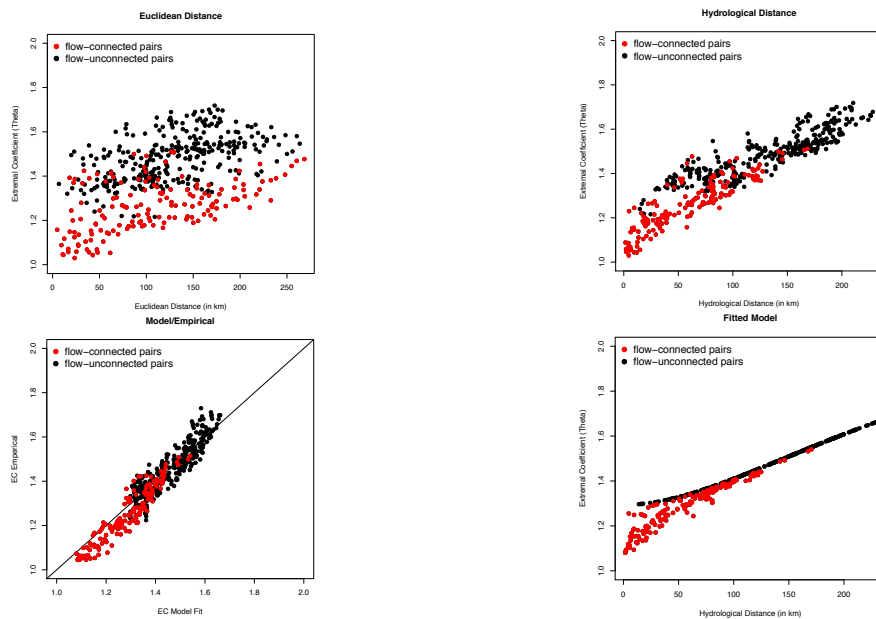 Euclidean Distance
flow−connected pairs
flow−unconnected pairs
Extremal Coefficient (Theta)
1.0 1.2 1.4 1.6 1.8 2.0
0 50 100 150 200 250
Euclidean Distance (in km)
Hydrological Distance
flow−connected pairs
flow−unconnected pairs
Extremal Coefficient (Theta)
1.0 1.2 1.4 1.6 1.8 2.0
0 50 100 150 200
Hydrological Distance (in km)
Model/Empirical
flow−connected pairs
flow−unconnected pairs
EC Emperical
1.0 1.2 1.4 1.6 1.8 2.0
1.0 1.2 1.4 1.6 1.8 2.0
EC Model Fit
Fitted Model
flow−connected pairs
flow−unconnected pairs
Extremal Coefficient (Theta)
1.0 1.2 1.4 1.6 1.8 2.0
0 50 100 150 200
Hydrological Distance (in km)